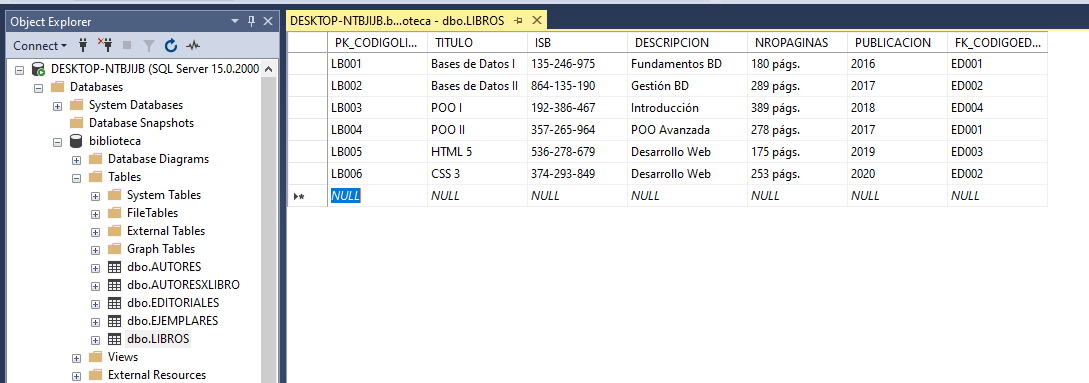 Object Explorer
Connect
DESKTOP-NTBJIJB (SQL Server 15.0.2000
Databases
System Databases
Database Snapshots
biblioteca
Database Diagrams
Tables
System Tables
FileTables
External Tables
Graph Tables
dbo.AUTORES
dbo.AUTORESXLIBRO
dbo.EDITORIALES
dbo.EJEMPLARES
dbo.LIBROS
Views
External Resources
DESKTOP-NTBJIJB.b...oteca - dbo.LIBROS
PK_CODIGOLI... TITULO ISB DESCRIPCION NROPAGINAS PUBLICACION FK_CODIGOED...
LB001 Bases de Datos I 135-246-975 Fundamentos BD 180 págs. 2016 ED001
LB002 Bases de Datos II 864-135-190 Gestión BD 289 págs. 2017 ED002
LB003 POO I 192-386-467 Introducción 389 págs. 2018 ED004
LB004 POO II 357-265-964 POO Avanzada 278 págs. 2017 ED001
LB005 HTML 5 536-278-679 Desarrollo Web 175 págs. 2019 ED003
LB006 CSS 3 374-293-849 Desarrollo Web 253 págs. 2020 ED002
NULL NULL NULL NULL NULL NULL NULL